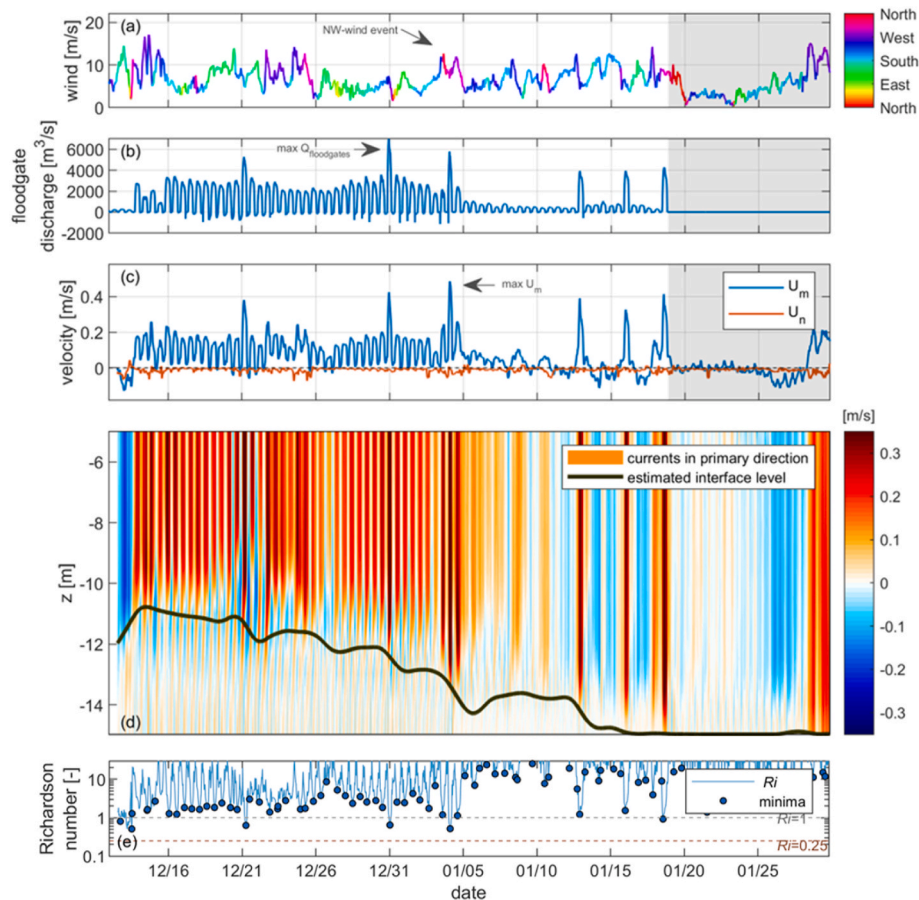 (a)
wind [m/s]
20
10
0
NW-wind event
North
West
South
East
North
(b)
floodgate
discharge [m³/s]
6000
4000
2000
0
-2000
max Q_floodgates
(c)
velocity [m/s]
0.4
0.2
0
max U_m
U_m
U_n
[m/s]
z [m]
-6
-8
-10
-12
-14
currents in primary direction
estimated interface level
(d)
0.3
0.2
0.1
0
-0.1
-0.2
-0.3
Richardson
number [-]
10
1
0.1
Ri
minima
Ri=1
(e)
Ri=0.25
12/16 12/21 12/26 12/31 01/05 01/10 01/15 01/20 01/25
date